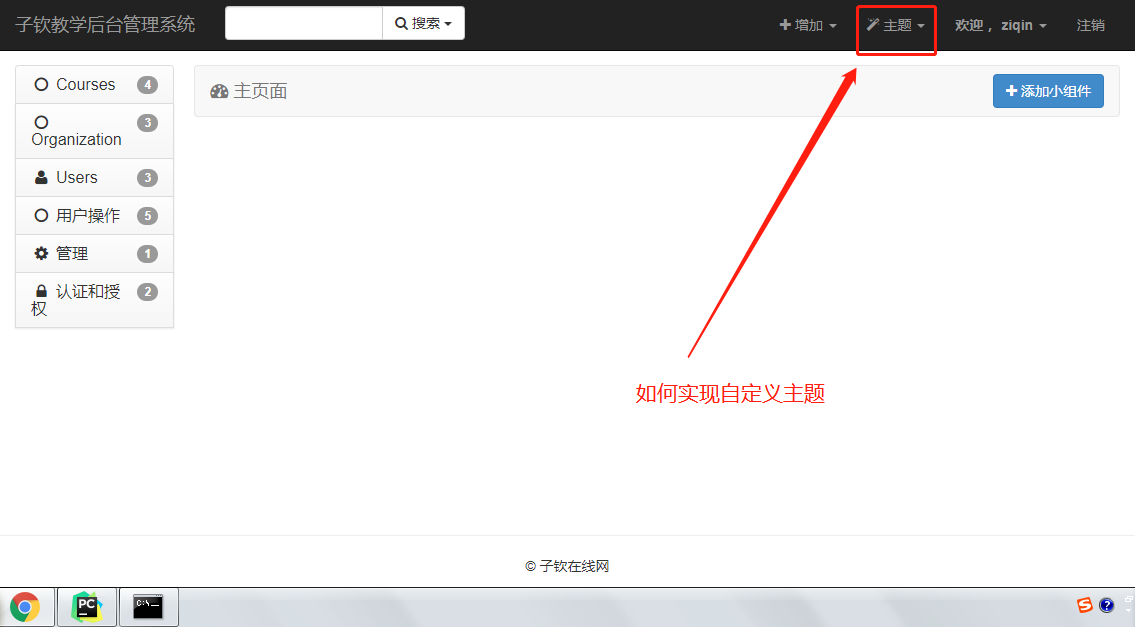 子钦教学后台管理系统
搜索
增加
主题
欢迎， ziqin
注销
Courses 4
Organization 3
Users 3
用户操作 5
管理 1
认证和授
权 2
主页面
添加小组件
如何实现自定义主题
© 子钦在线网
PC
C:\
S
?